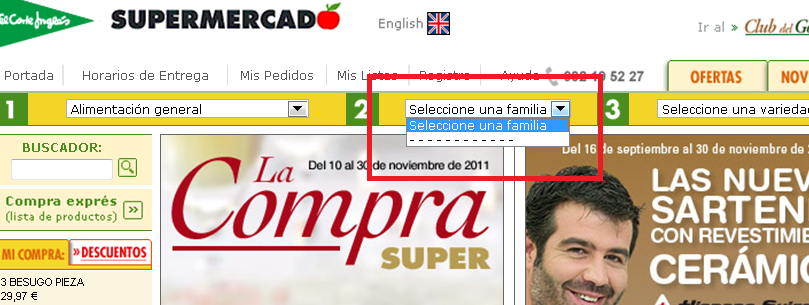 El Corte Inglés
SUPERMERCADO
English
Ir al » Club del
Portada
Horarios de Entrega
Mis Pedidos
Mis Listas
Registro
Ayuda
902 10 52 27
OFERTAS
NOV
1
Alimentación general
2
Seleccione una familia
Seleccione una familia
- - - - - - - - - - - -
3
Seleccione una varieda
BUSCADOR:
Compra exprés
(lista de productos) »
MI COMPRA:
»DESCUENTOS
3 BESUGO PIEZA
29,97 €
Del 10 al 30 de noviembre de 2011
La
Compra
SUPER
Del 16 de septiembre al 30 de noviembre de
LAS NUEV
SARTEN
CON REVESTIMIE
CERÁMIC